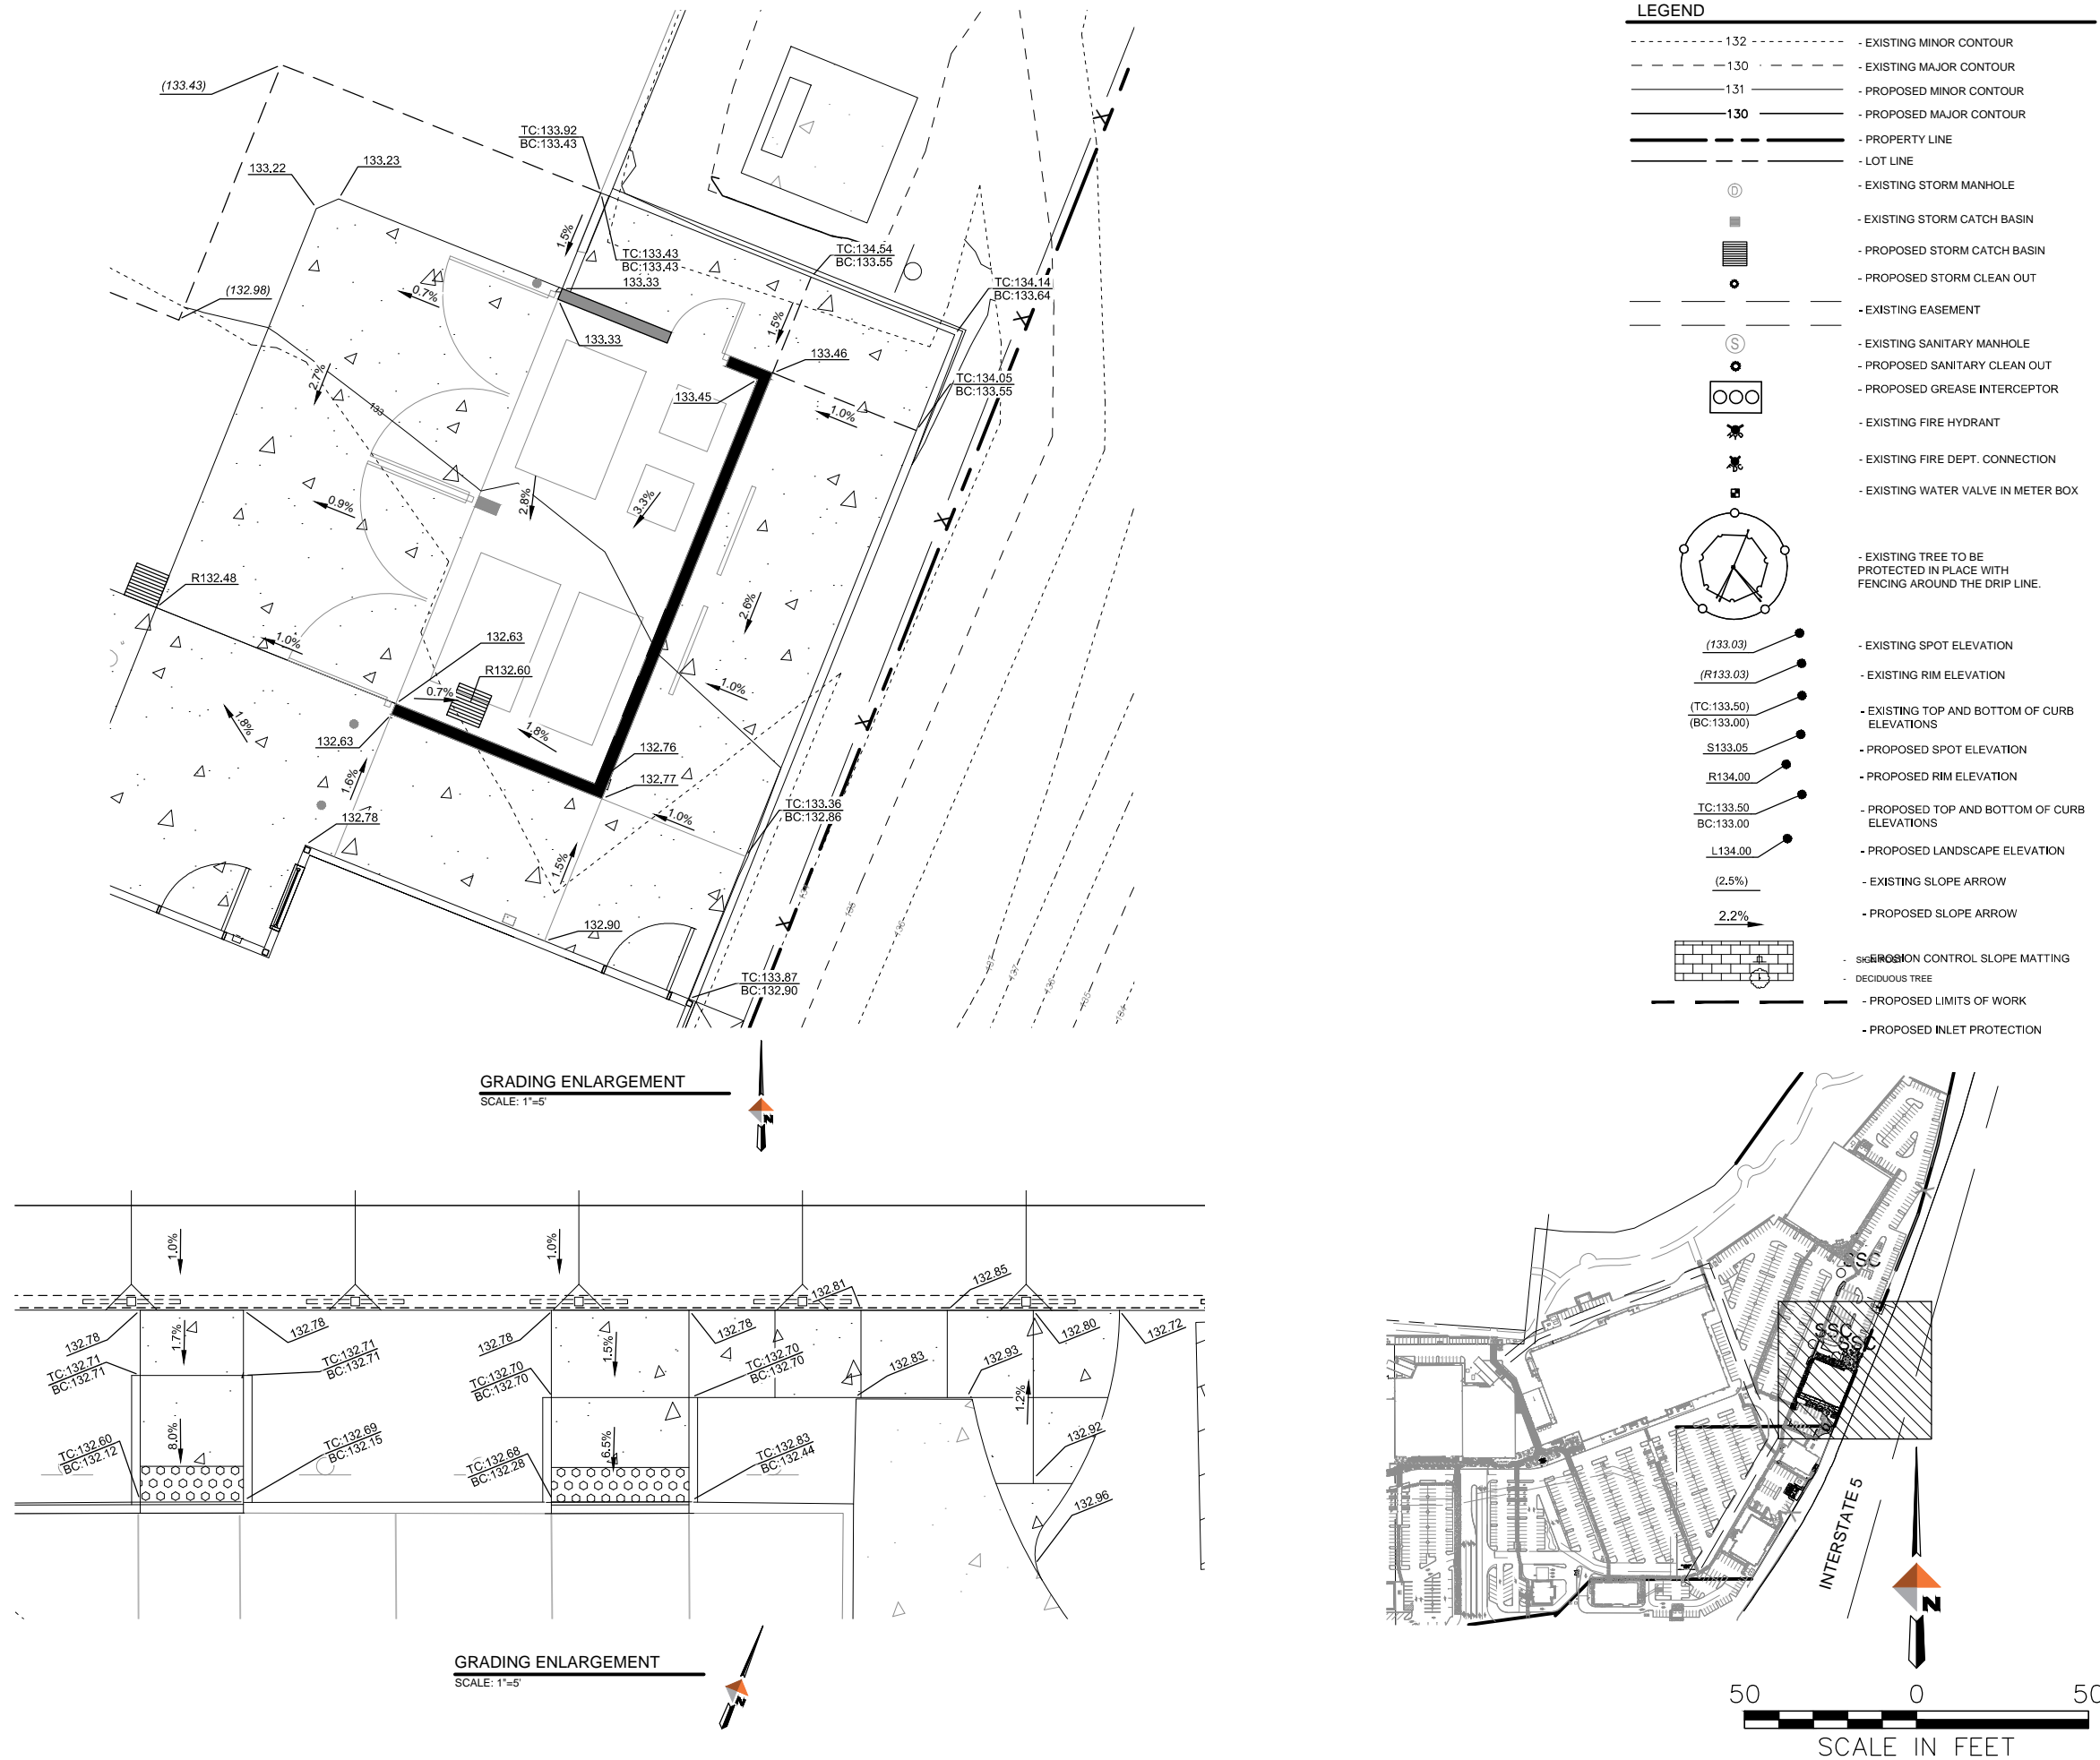 (133.43)
TC:133.92
BC:133.43
133.22
133.23
1.5%
TC:133.43
BC:133.43
133.33
TC:134.54
BC:133.55
TC:134.14
BC:133.64
(132.98)
0.7%
1.5%
133.33
133.46
2.7%
133
133.45
TC:134.05
BC:133.55
1.0%
0.9%
2.8%
3.3%
R132.48
2.6%
1.0%
132.63
R132.60
0.7%
1.0%
1.8%
1.8%
132.63
132.76
132.77
1.6%
132.78
TC:133.36
BC:132.86
1.0%
1.5%
132.90
TC:133.87
BC:132.90
135
136
137
137
136
135
134
GRADING ENLARGEMENT
SCALE: 1"=5'
N
1.0%
1.0%
132.81
132.85
132.78
1.7%
132.78
132.78
1.5%
132.78
132.80
132.72
TC:132.71
BC:132.71
TC:132.71
BC:132.71
TC:132.70
BC:132.70
TC:132.70
BC:132.70
132.83
132.93
1.2%
TC:132.60
BC:132.12
8.0%
TC:132.69
BC:132.15
TC:132.68
BC:132.28
6.5%
TC:132.83
BC:132.44
132.92
132.96
GRADING ENLARGEMENT
SCALE: 1"=5'
N
LEGEND
132 - EXISTING MINOR CONTOUR
130 - EXISTING MAJOR CONTOUR
131 - PROPOSED MINOR CONTOUR
130 - PROPOSED MAJOR CONTOUR
- PROPERTY LINE
- LOT LINE
D - EXISTING STORM MANHOLE
- EXISTING STORM CATCH BASIN
- PROPOSED STORM CATCH BASIN
- PROPOSED STORM CLEAN OUT
- EXISTING EASEMENT
S - EXISTING SANITARY MANHOLE
- PROPOSED SANITARY CLEAN OUT
- PROPOSED GREASE INTERCEPTOR
- EXISTING FIRE HYDRANT
- EXISTING FIRE DEPT. CONNECTION
- EXISTING WATER VALVE IN METER BOX
- EXISTING TREE TO BE
PROTECTED IN PLACE WITH
FENCING AROUND THE DRIP LINE.
(133.03) - EXISTING SPOT ELEVATION
(R133.03) - EXISTING RIM ELEVATION
(TC:133.50) - EXISTING TOP AND BOTTOM OF CURB
(BC:133.00) ELEVATIONS
S133.05 - PROPOSED SPOT ELEVATION
R134.00 - PROPOSED RIM ELEVATION
TC:133.50 - PROPOSED TOP AND BOTTOM OF CURB
BC:133.00 ELEVATIONS
L134.00 - PROPOSED LANDSCAPE ELEVATION
(2.5%) - EXISTING SLOPE ARROW
2.2% - PROPOSED SLOPE ARROW
- EROSION CONTROL SLOPE MATTING
- DECIDUOUS TREE
- PROPOSED LIMITS OF WORK
- PROPOSED INLET PROTECTION
SSC
SSC
SSC
INTERSTATE 5
N
50 0 50
SCALE IN FEET